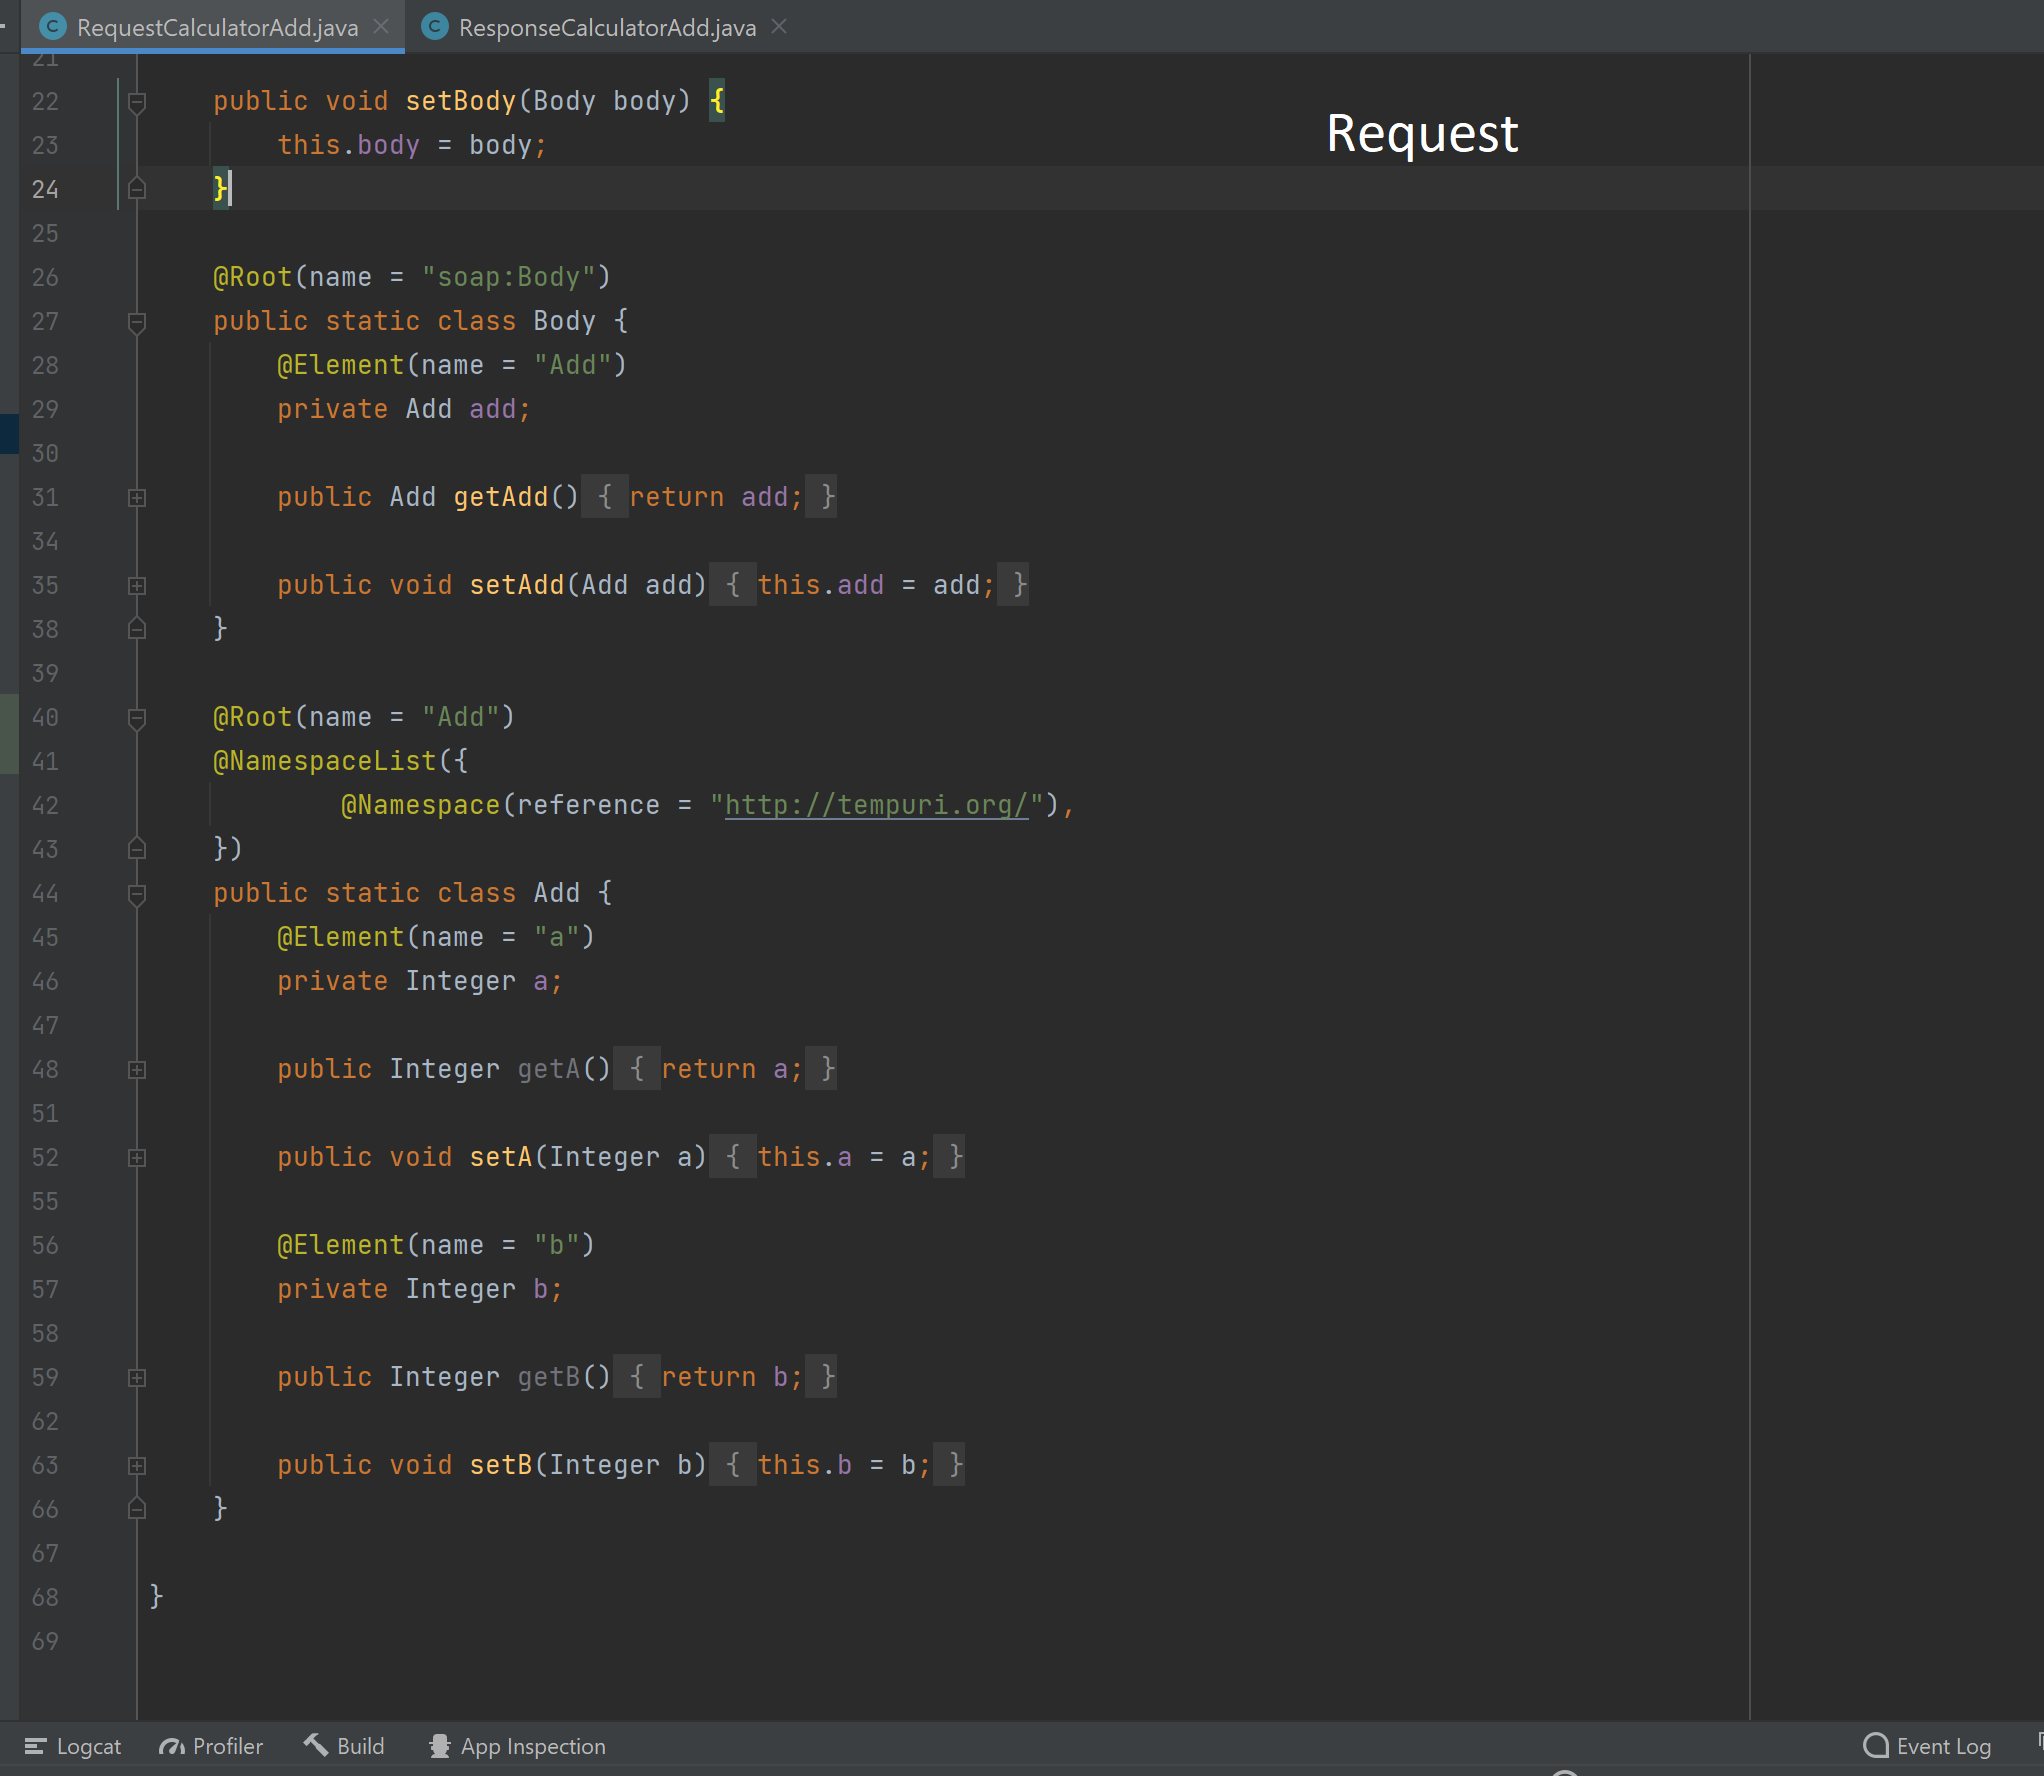 RequestCalculatorAdd.java ResponseCalculatorAdd.java
21
22 public void setBody(Body body) {
Request
23 this.body = body;
24 }
25
26 @Root(name = "soap:Body")
27 public static class Body {
28 @Element(name = "Add")
29 private Add add;
30
31 public Add getAdd() { return add; }
34
35 public void setAdd(Add add) { this.add = add; }
38 }
39
40 @Root(name = "Add")
41 @NamespaceList({
42 @Namespace(reference = "http://tempuri.org/"),
43 })
44 public static class Add {
45 @Element(name = "a")
46 private Integer a;
47
48 public Integer getA() { return a; }
51
52 public void setA(Integer a) { this.a = a; }
55
56 @Element(name = "b")
57 private Integer b;
58
59 public Integer getB() { return b; }
62
63 public void setB(Integer b) { this.b = b; }
66 }
67
68 }
69
Logcat Profiler Build App Inspection Event Log